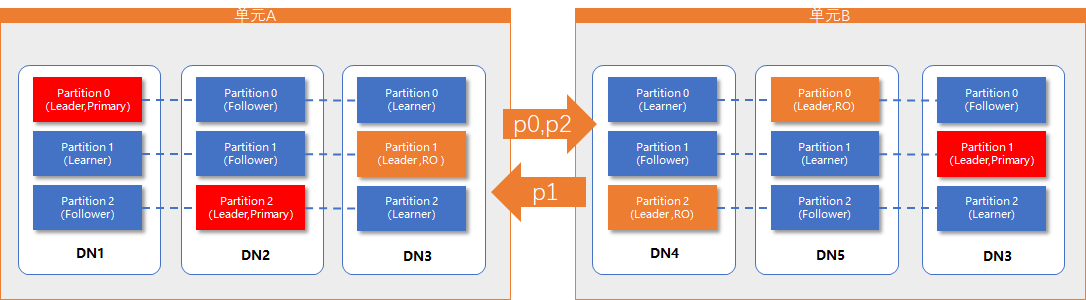 单元A
Partition 0
(Leader,Primary)
Partition 1
(Learner)
Partition 2
(Follower)
DN1
Partition 0
(Follower)
Partition 1
(Follower)
Partition 2
(Leader,Primary)
DN2
Partition 0
(Learner)
Partition 1
(Leader ,RO )
Partition 2
(Learner)
DN3
p0,p2
p1
单元B
Partition 0
(Learner)
Partition 1
(Follower)
Partition 2
(Leader ,RO)
DN4
Partition 0
(Leader,RO)
Partition 1
(Learner)
Partition 2
(Follower)
DN5
Partition 0
(Follower)
Partition 1
(Leader,Primary)
Partition 2
(Learner)
DN3